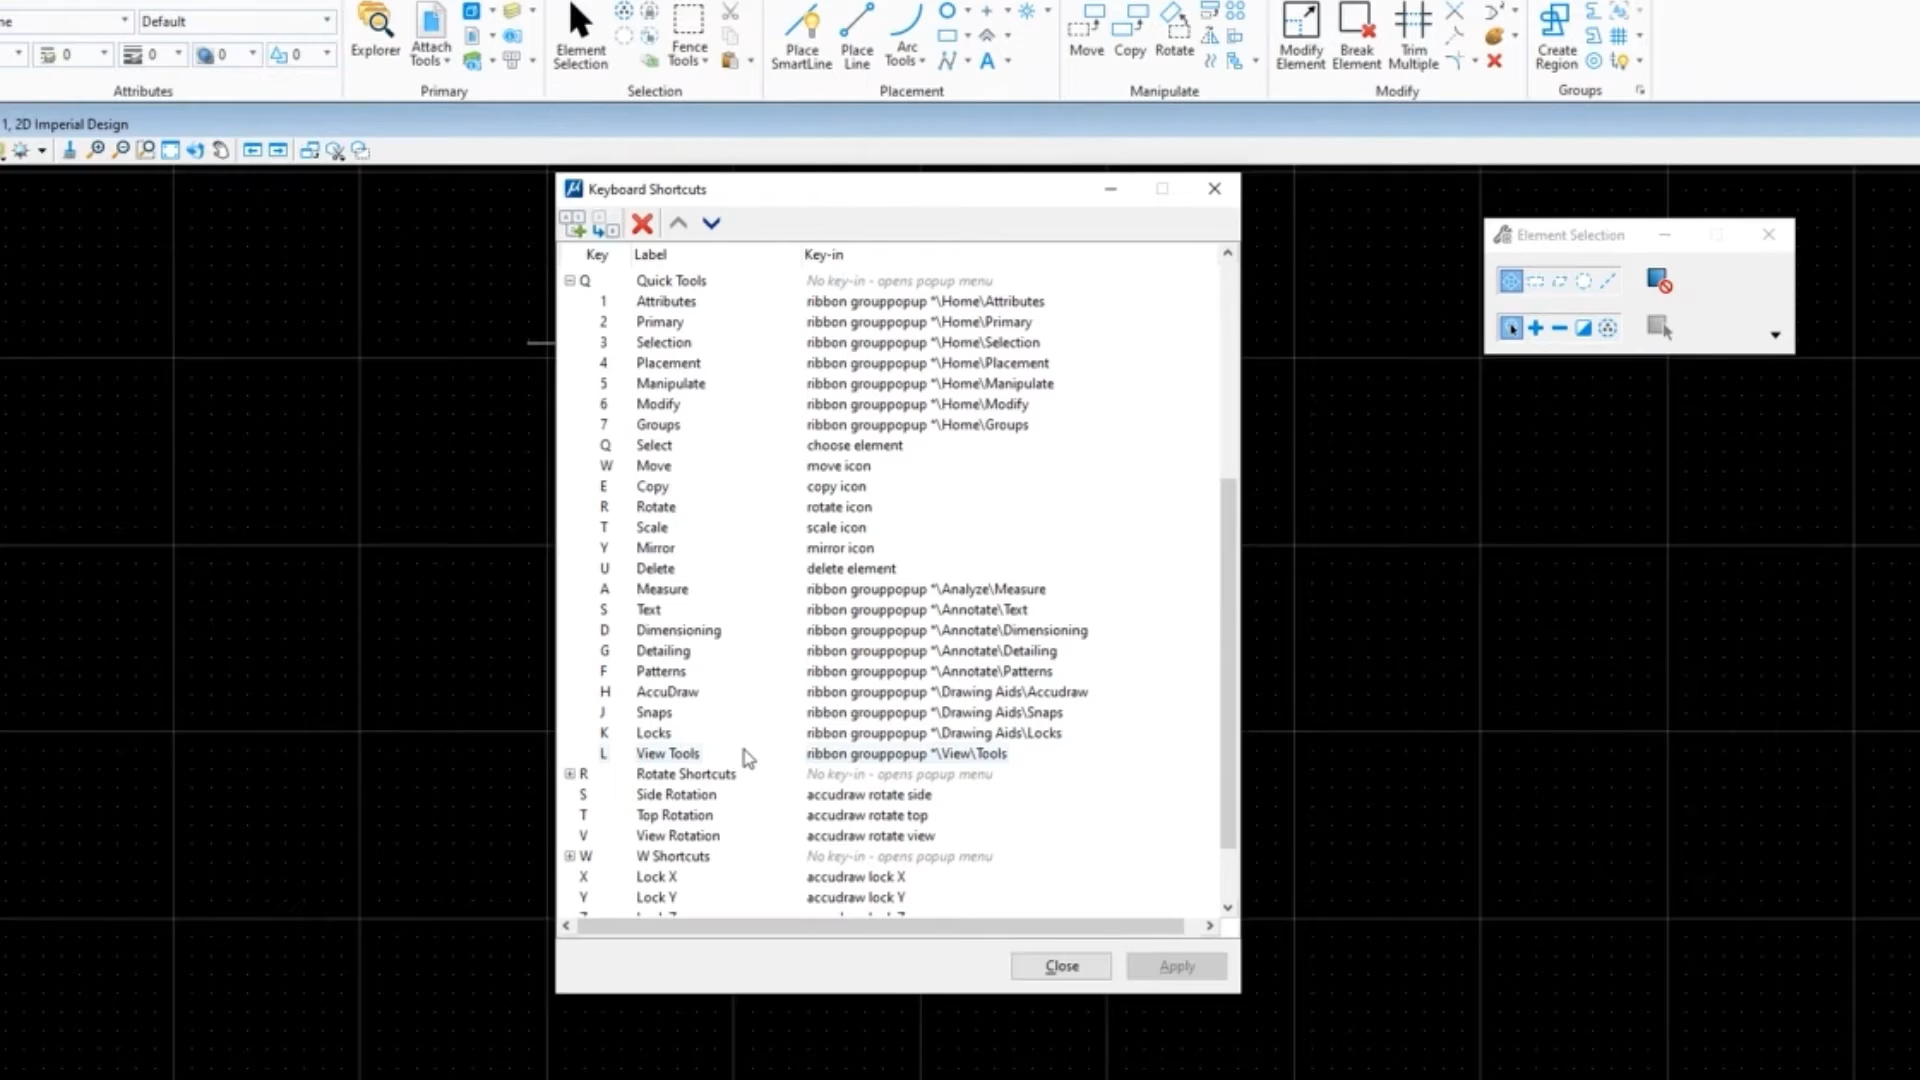 ne Default
0 0 0 0
Attributes
Explorer Attach Tools
Primary
Element Selection Fence Tools
Selection
Place SmartLine Place Line Arc Tools
Placement
Move Copy Rotate
Manipulate
Modify Element Break Element Trim Multiple
Modify
Create Region
Groups
1, 2D Imperial Design
Keyboard Shortcuts
Key Label Key-in
Q Quick Tools No key-in - opens popup menu
1 Attributes ribbon grouppopup *\Home\Attributes
2 Primary ribbon grouppopup *\Home\Primary
3 Selection ribbon grouppopup *\Home\Selection
4 Placement ribbon grouppopup *\Home\Placement
5 Manipulate ribbon grouppopup *\Home\Manipulate
6 Modify ribbon grouppopup *\Home\Modify
7 Groups ribbon grouppopup *\Home\Groups
Q Select choose element
W Move move icon
E Copy copy icon
R Rotate rotate icon
T Scale scale icon
Y Mirror mirror icon
U Delete delete element
A Measure ribbon grouppopup *\Analyze\Measure
S Text ribbon grouppopup *\Annotate\Text
D Dimensioning ribbon grouppopup *\Annotate\Dimensioning
G Detailing ribbon grouppopup *\Annotate\Detailing
F Patterns ribbon grouppopup *\Annotate\Patterns
H AccuDraw ribbon grouppopup *\Drawing Aids\Accudraw
J Snaps ribbon grouppopup *\Drawing Aids\Snaps
K Locks ribbon grouppopup *\Drawing Aids\Locks
L View Tools ribbon grouppopup *\View\Tools
R Rotate Shortcuts No key-in - opens popup menu
S Side Rotation accudraw rotate side
T Top Rotation accudraw rotate top
V View Rotation accudraw rotate view
W W Shortcuts No key-in - opens popup menu
X Lock X accudraw lock X
Y Lock Y accudraw lock Y
Close Apply
Element Selection